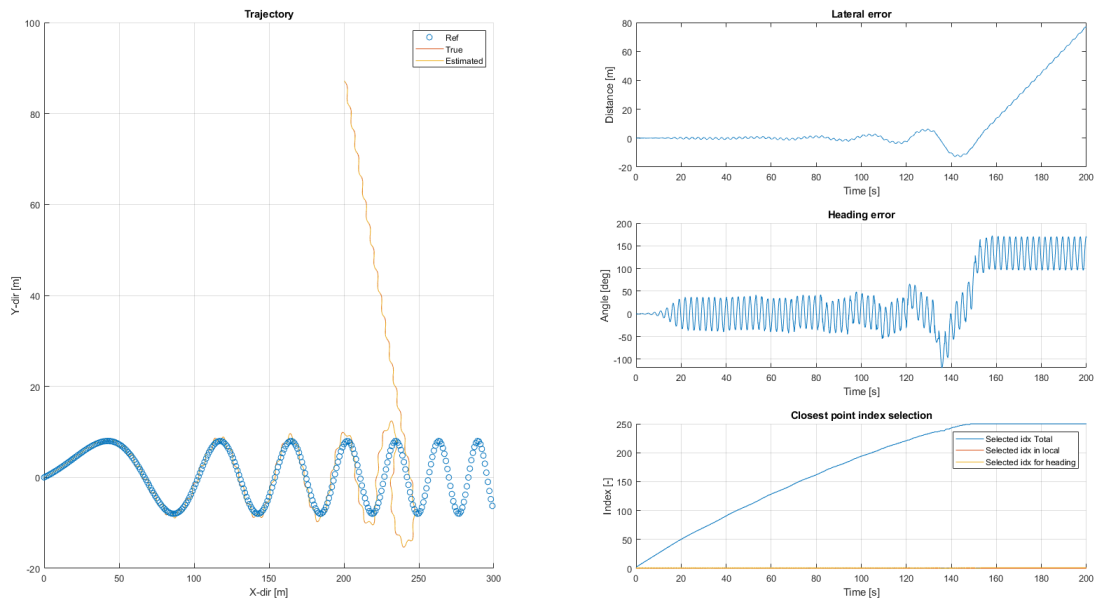 Trajectory
Ref
True
Estimated
100
80
60
40
20
0
-20
Y-dir [m]
0
50
100
150
200
250
300
X-dir [m]
Lateral error
80
60
40
20
0
-20
Distance [m]
0 20 40 60 80 100 120 140 160 180 200
Time [s]
Heading error
200
150
100
50
0
-50
-100
Angle [deg]
0 20 40 60 80 100 120 140 160 180 200
Closest point index selection
Selected idx Total
Selected idx in local
Selected idx for heading
250
200
150
100
50
0
Index [-]
0 20 40 60 80 100 120 140 160 180 200
Time [s]